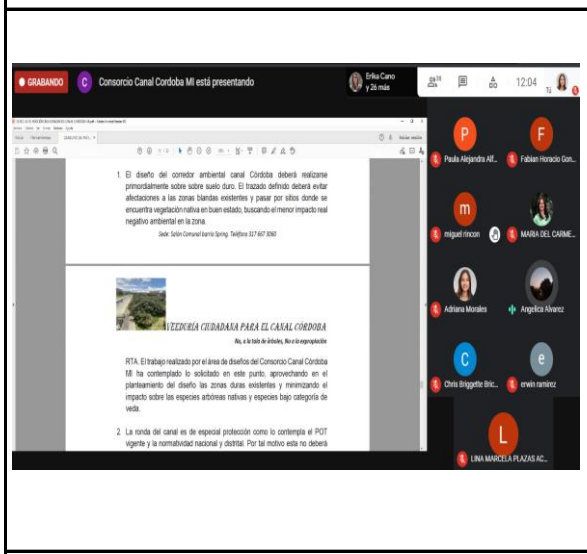 GRABANDO
C
Consorcio Canal Cordoba MI está presentando
Erika Cano
y 26 más
12:04
1. El diseño del corredor ambiental canal Córdoba deberá realizarse
primordialmente sobre sobre suelo duro. El trazado definido deberá evitar
afectaciones a las zonas blandas existentes y pasar por sitios donde se
encuentra vegetación nativa en buen estado, buscando el menor impacto real
negativo ambiental en la zona.
Sede: Salón Comunal barrio Spring. Teléfono 317 667 3060
VEEDURÍA CIUDADANA PARA EL CANAL CÓRDOBA
No, a la tala de árboles, No a la expropiación
RTA. El trabajo realizado por el área de diseños del Consorcio Canal Córdoba
MI ha contemplado lo solicitado en este punto, aprovechando en el
planteamiento del diseño las zonas duras existentes y minimizando el
impacto sobre las especies arbóreas nativas y especies bajo categoría de
veda.
2. La ronda del canal es de especial protección como lo contempla el POT
vigente y la normatividad nacional y distrital. Por tal motivo esta no deberá
P
Paula Alejandra Alf...
F
Fabian Horacio Gon...
m
miguel rincon
MARIA DEL CARME...
Adriana Morales
Angelica Alvarez
C
Chris Briggette Bric...
e
erwin ramirez
L
LINA MARCELA PLAZAS AC...